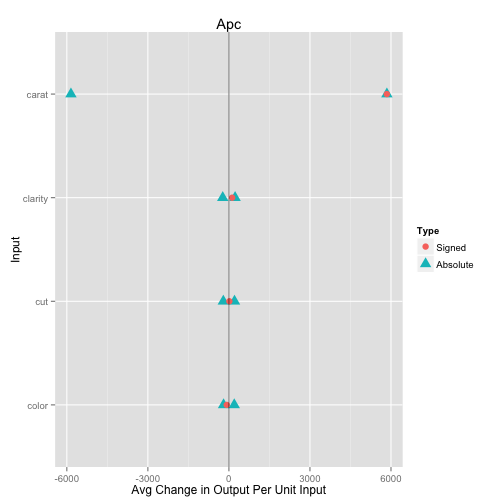 Apc
carat
clarity
cut
color
Input
-6000
-3000
0
3000
6000
Avg Change in Output Per Unit Input
Type
Signed
Absolute